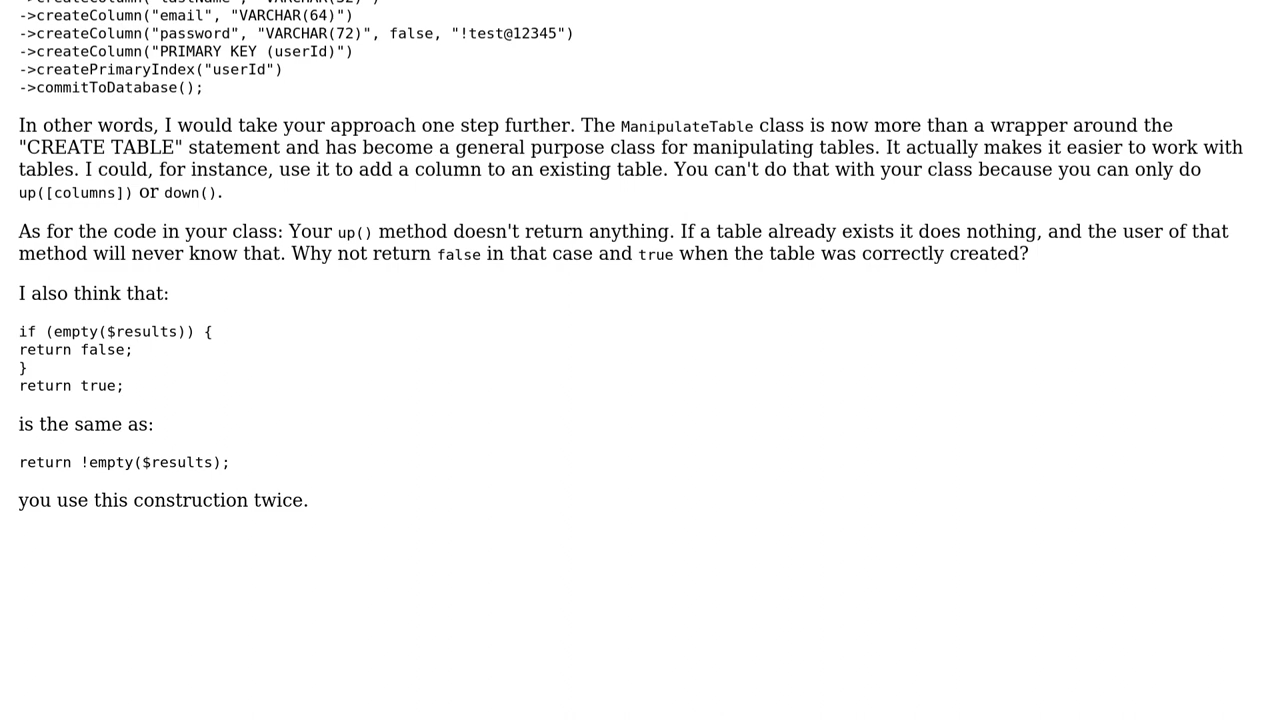 ->createColumn("lastName", "VARCHAR(32)")
->createColumn("email", "VARCHAR(64)")
->createColumn("password", "VARCHAR(72)", false, "!test@12345")
->createColumn("PRIMARY KEY (userId)")
->createPrimaryIndex("userId")
->commitToDatabase();
In other words, I would take your approach one step further. The ManipulateTable class is now more than a wrapper around the
"CREATE TABLE" statement and has become a general purpose class for manipulating tables. It actually makes it easier to work with
tables. I could, for instance, use it to add a column to an existing table. You can't do that with your class because you can only do
up([columns]) or down().
As for the code in your class: Your up() method doesn't return anything. If a table already exists it does nothing, and the user of that
method will never know that. Why not return false in that case and true when the table was correctly created?
I also think that:
if (empty($results)) {
return false;
}
return true;
is the same as:
return !empty($results);
you use this construction twice.